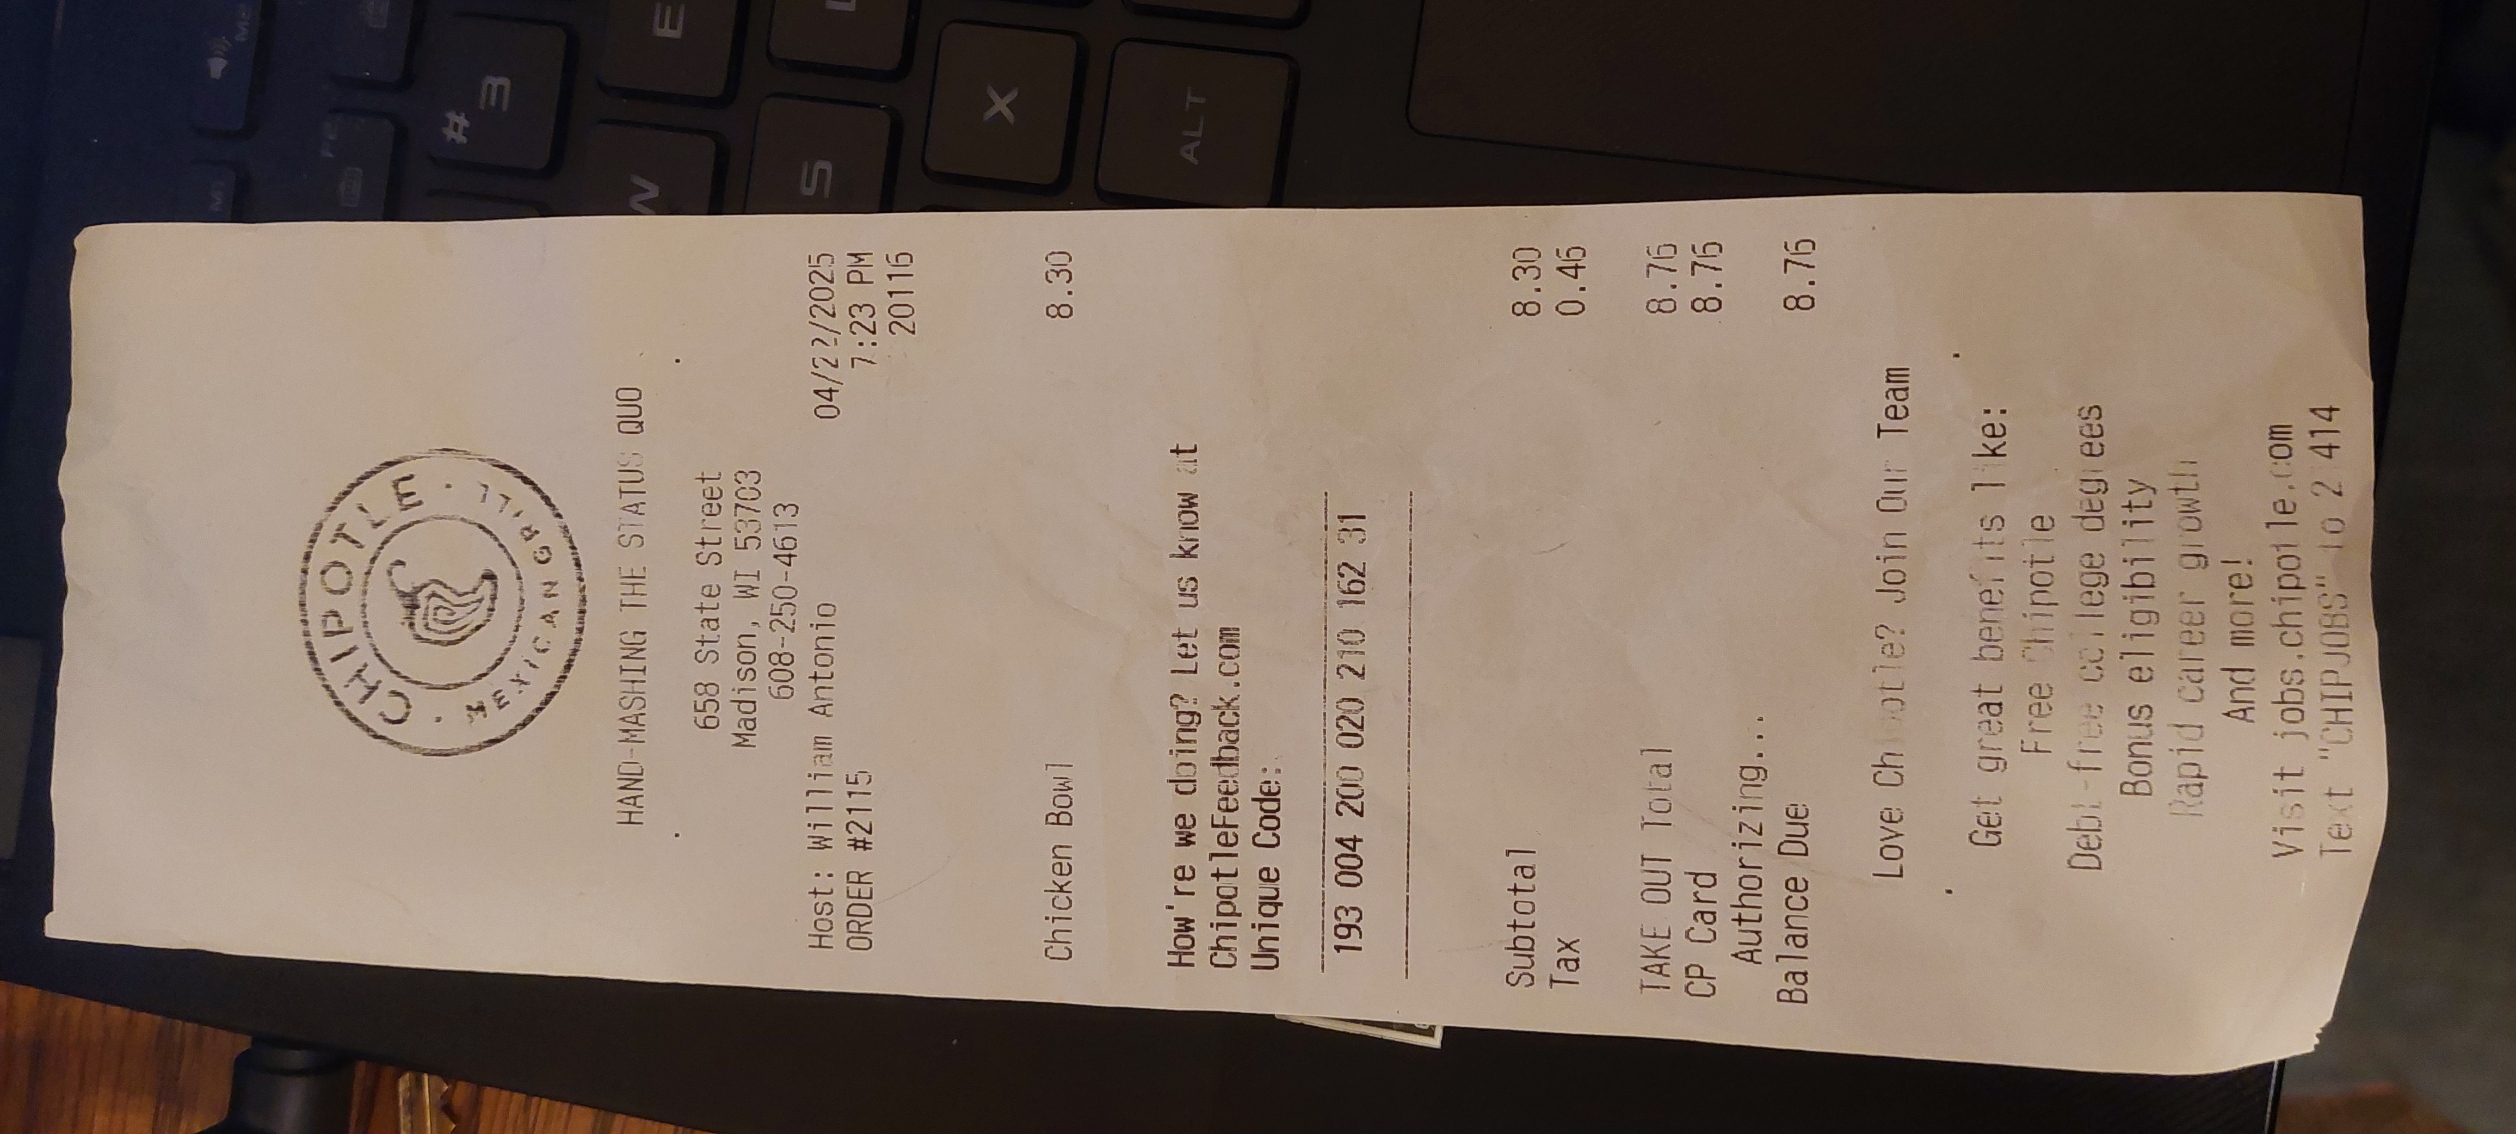 CHIPOTLE
MEXICAN GRILL
HAND-MASHING THE STATUS QUO
658 State Street
Madison, WI 53703
608-250-4613
Host: William Antonio 04/22/2025
ORDER #2115 7:23 PM
20116
Chicken Bowl 8.30
How're we doing? Let us know at
ChipotleFeedback.com
Unique Code:
193 004 200 020 210 162 31
Subtotal 8.30
Tax 0.46
TAKE OUT Total 8.76
CP Card 8.76
Authorizing...
Balance Due 8.76
Love Chipotle? Join Our Team
Get great benefits like:
Free Chipotle
Debt-free college degrees
Bonus eligibility
Rapid career growth
And more!
Visit jobs.chipotle.com
Text "CHIPJOBS" to
M1
M2
F2
#
3
W
E
S
X
ALT